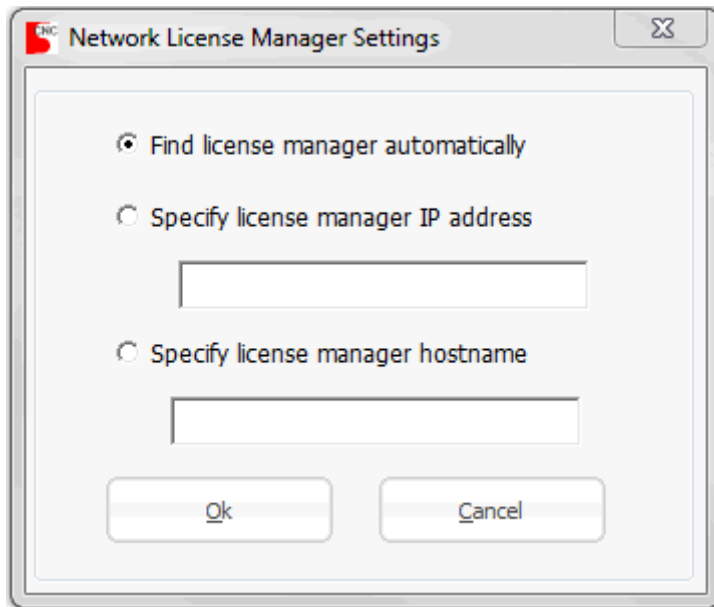 CNC
Network License Manager Settings
Find license manager automatically
Specify license manager IP address
Specify license manager hostname
Ok
Cancel